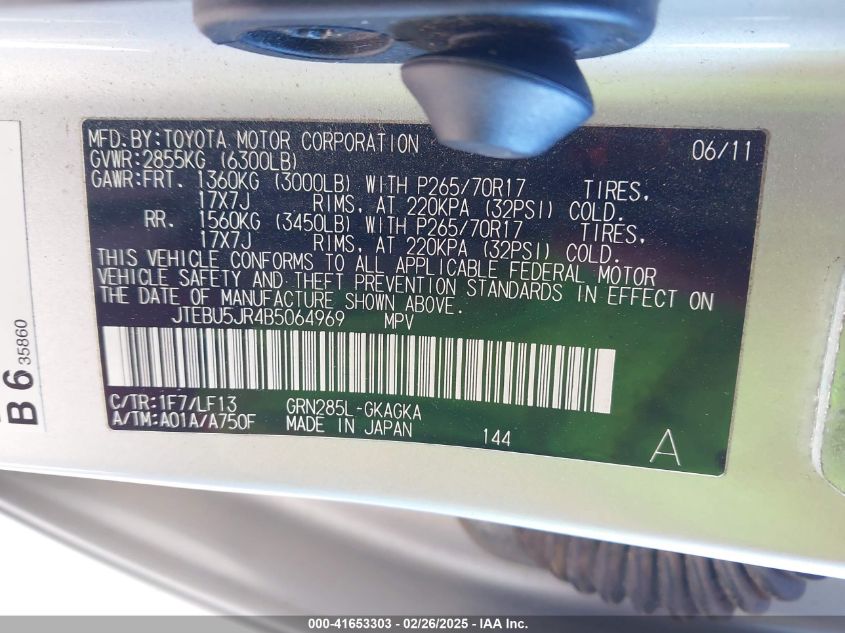 MFD.BY:TOYOTA MOTOR CORPORATION 06/11
GVWR:2855KG (6300LB)
GAWR:FRT. 1360KG (3000LB) WITH P265/70R17 TIRES,
17X7J RIMS, AT 220KPA (32PSI) COLD.
RR. 1560KG (3450LB) WITH P265/70R17 TIRES,
17X7J RIMS, AT 220KPA (32PSI) COLD.
THIS VEHICLE CONFORMS TO ALL APPLICABLE FEDERAL MOTOR
VEHICLE SAFETY AND THEFT PREVENTION STANDARDS IN EFFECT ON
THE DATE OF MANUFACTURE SHOWN ABOVE.
JTEBU5JR4B5064969 MPV
C/TR:1F7/LF13 GRN285L-GKAGKA
A/TM:A01A/A750F MADE IN JAPAN 144 A
B6 35860
000-41653303 / 02/26/2025 - IAA Inc.